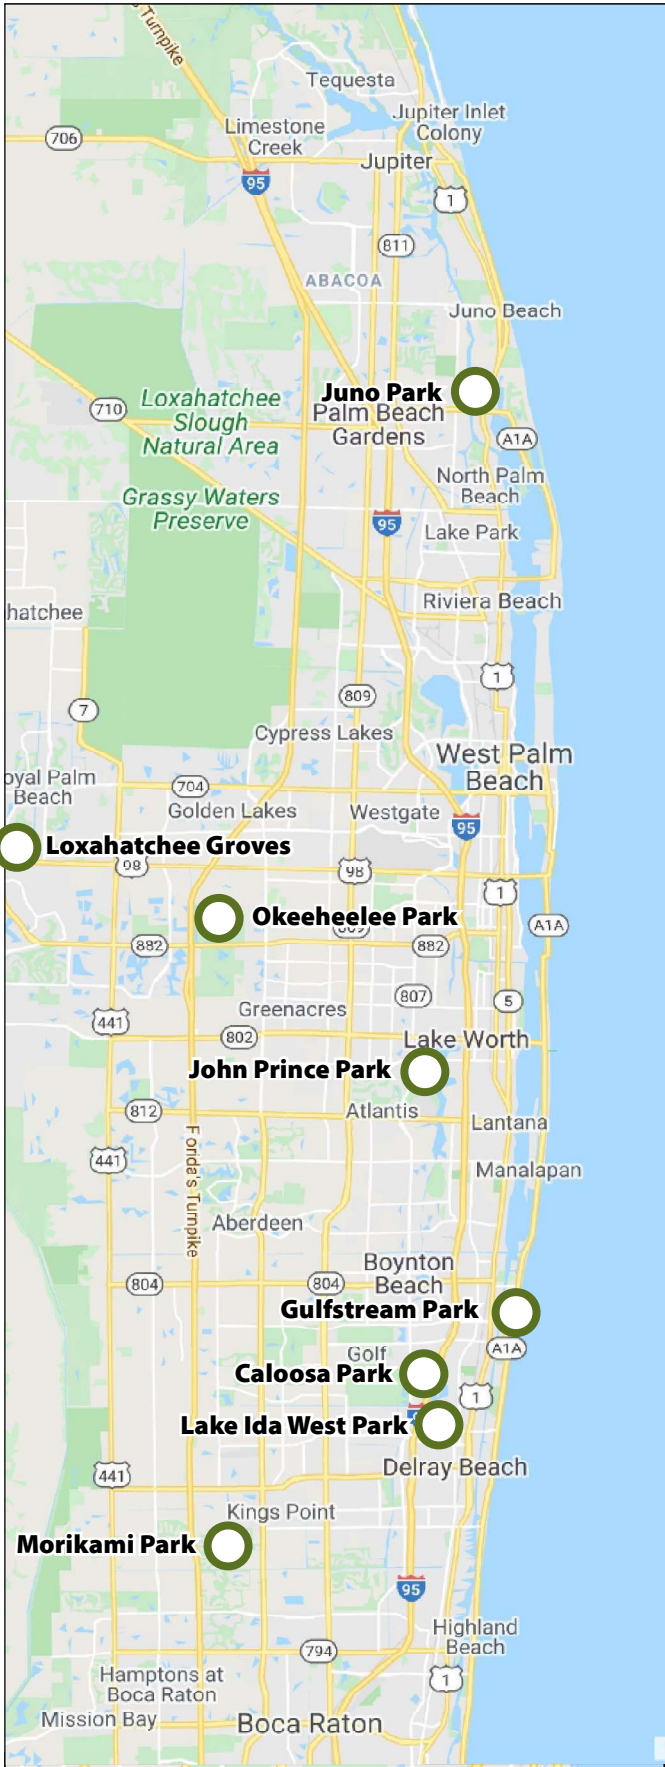 s Turnpike
Tequesta
Jupiter Inlet
Colony
Limestone
Creek
706
Jupiter
95
1
811
ABACOA
Juno Beach
Juno Park
710
Loxahatchee
Slough
Natural Area
Palm Beach
Gardens
A1A
North Palm
Beach
Grassy Waters
Preserve
95
Lake Park
hatchee
Riviera Beach
1
809
7
Cypress Lakes
West Palm
Beach
oyal Palm
Beach
704
Golden Lakes
Westgate
95
Loxahatchee Groves
98
98
1
Okeeheelee Park
809
A1A
882
882
807
5
Greenacres
441
802
Lake Worth
John Prince Park
812
Atlantis
Lantana
441
F orida's Turnpike
Manalapan
Aberdeen
Boynton
Beach
804
804
Gulfstream Park
A1A
Golf
Caloosa Park
1
Lake Ida West Park
Delray Beach
441
Kings Point
Morikami Park
95
Highland
Beach
794
Hamptons at
Boca Raton
1
Mission Bay
Boca Raton